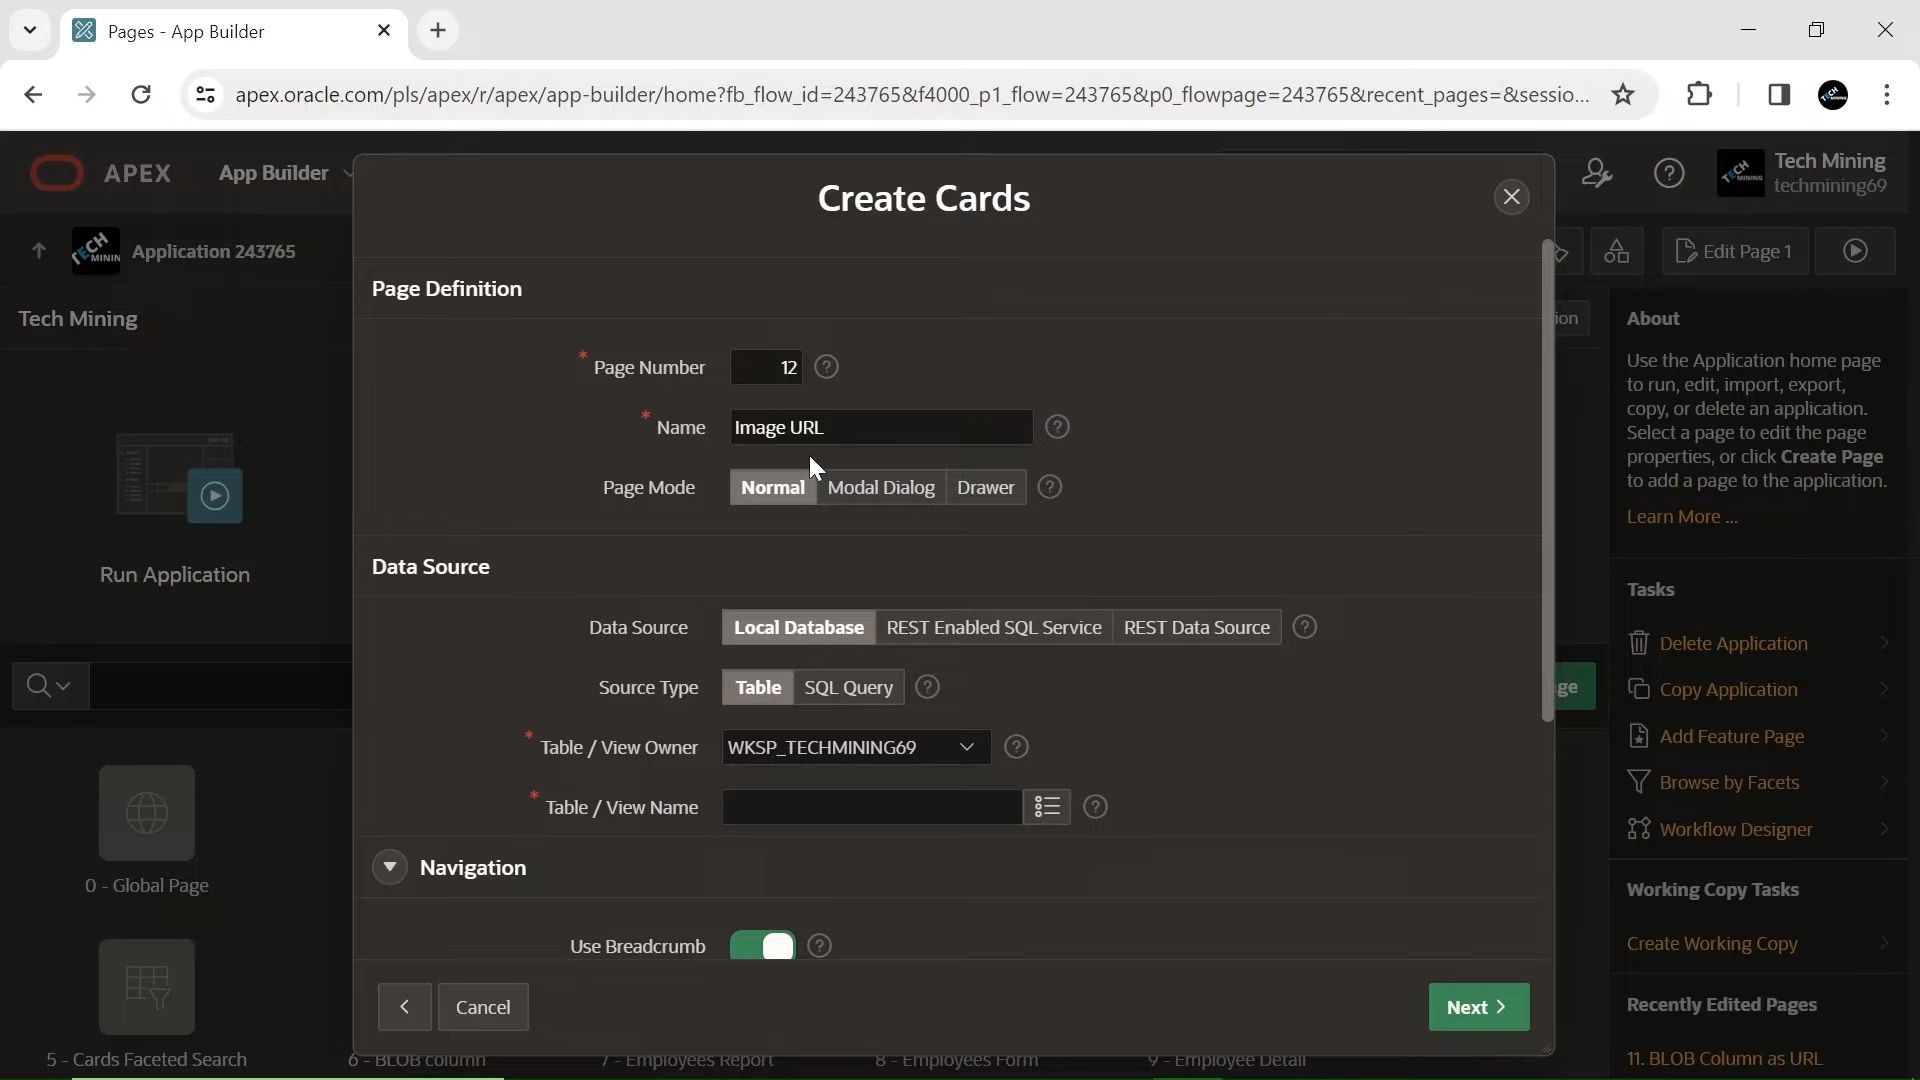 Pages - App Builder
apex.oracle.com/pls/apex/r/apex/app-builder/home?fb_flow_id=243765&f4000_p1_flow=243765&p0_flowpage=243765&recent_pages=&sessio...
APEX App Builder
Tech Mining
techmining69
Application 243765
Edit Page 1
Tech Mining
Run Application
0 - Global Page
5 - Cards Faceted Search
6 - BLOB column
7 - Employees Report
8 - Employees Form
9 - Employee Detail
Create Cards
Page Definition
* Page Number 12
* Name Image URL
Page Mode Normal Modal Dialog Drawer
Data Source
Data Source Local Database REST Enabled SQL Service REST Data Source
Source Type Table SQL Query
* Table / View Owner WKSP_TECHMINING69
* Table / View Name
Navigation
Use Breadcrumb
Cancel
Next
About
Use the Application home page
to run, edit, import, export,
copy, or delete an application.
Select a page to edit the page
properties, or click Create Page
to add a page to the application.
Learn More ...
Tasks
Delete Application
Copy Application
Add Feature Page
Browse by Facets
Workflow Designer
Working Copy Tasks
Create Working Copy
Recently Edited Pages
11. BLOB Column as URL